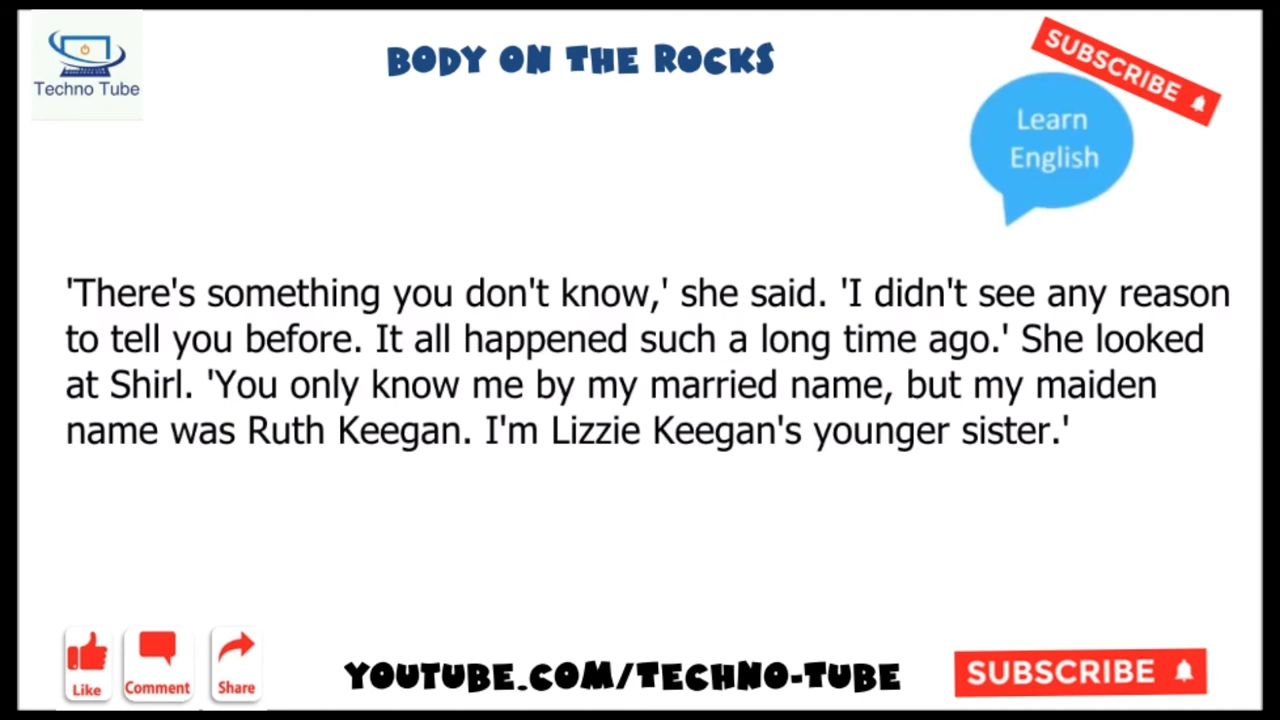 Techno Tube
BODY ON THE ROCKS
SUBSCRIBE
Learn
English
'There's something you don't know,' she said. 'I didn't see any reason
to tell you before. It all happened such a long time ago.' She looked
at Shirl. 'You only know me by my married name, but my maiden
name was Ruth Keegan. I'm Lizzie Keegan's younger sister.'
Like
Comment
Share
YOUTUBE.COM/TECHNO-TUBE
SUBSCRIBE